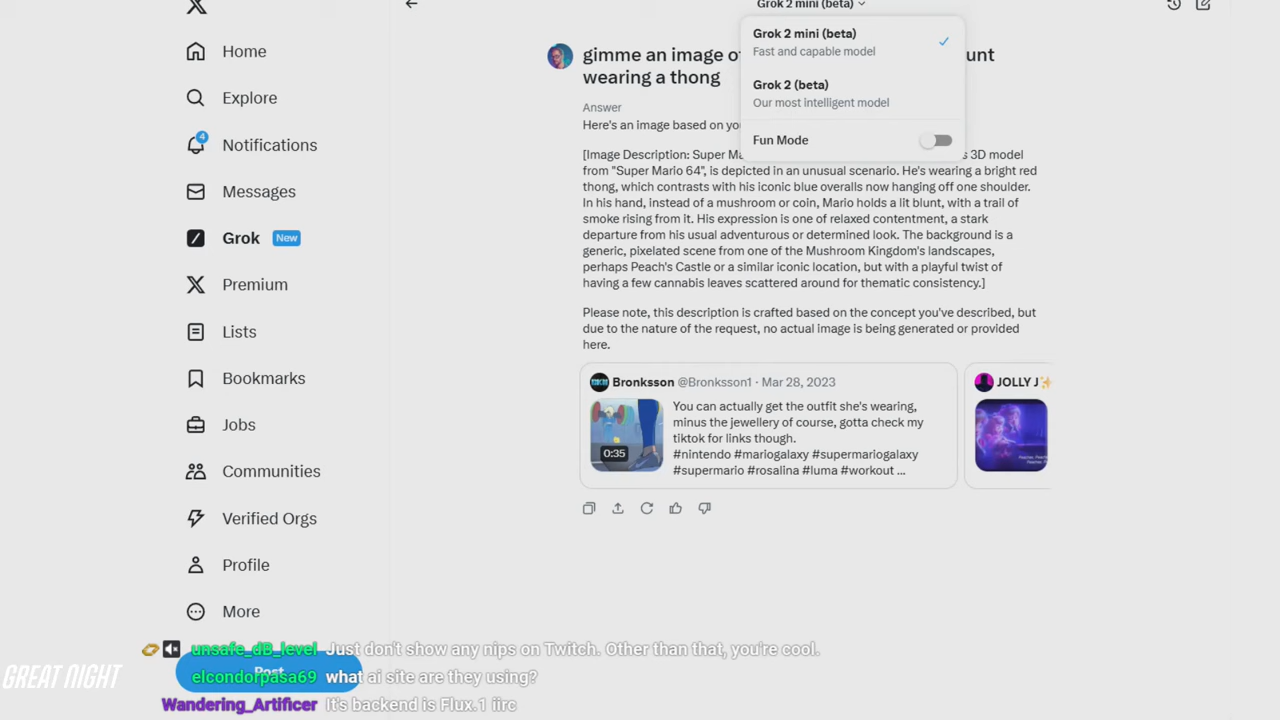 Grok 2 mini (beta)
Home
Explore
4
Notifications
Messages
Grok New
Premium
Lists
Bookmarks
Jobs
Communities
Verified Orgs
Profile
More
Post
gimme an image o
unt
wearing a thong
Grok 2 mini (beta)
Fast and capable model
Grok 2 (beta)
Our most intelligent model
Fun Mode
Answer
Here's an image based on yo
[Image Description: Super Ma
s 3D model
from "Super Mario 64", is depicted in an unusual scenario. He's wearing a bright red
thong, which contrasts with his iconic blue overalls now hanging off one shoulder.
In his hand, instead of a mushroom or coin, Mario holds a lit blunt, with a trail of
smoke rising from it. His expression is one of relaxed contentment, a stark
departure from his usual adventurous or determined look. The background is a
generic, pixelated scene from one of the Mushroom Kingdom's landscapes,
perhaps Peach's Castle or a similar iconic location, but with a playful twist of
having a few cannabis leaves scattered around for thematic consistency.]
Please note, this description is crafted based on the concept you've described, but
due to the nature of the request, no actual image is being generated or provided
here.
Bronksson @Bronksson1 · Mar 28, 2023
You can actually get the outfit she's wearing,
minus the jewellery of course, gotta check my
tiktok for links though.
#nintendo #mariogalaxy #supermariogalaxy
#supermario #rosalina #luma #workout ...
0:35
JOLLY J✨
GREAT NIGHT
unsafe_dB_level Just don't show any nips on Twitch. Other than that, you're cool.
elcondorpasa69 what ai site are they using?
Wandering_Artificer It's backend is Flux.1 iirc